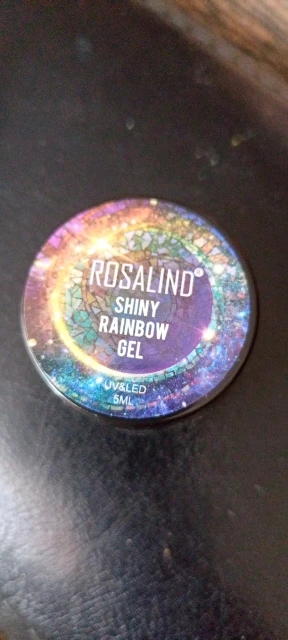 ROSALIND®
SHINY
RAINBOW
GEL
UV&LED
5ML